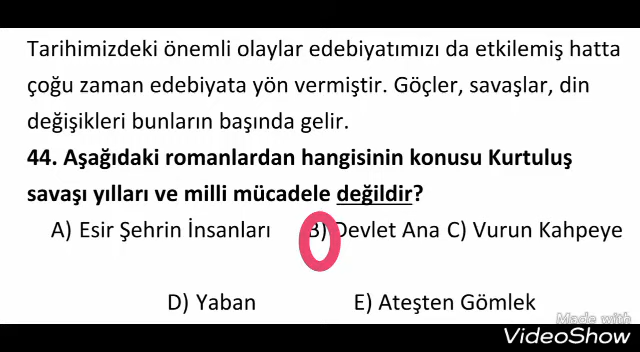 Tarihimizdeki önemli olaylar edebiyatımızı da etkilemiş hatta
çoğu zaman edebiyata yön vermiştir. Göçler, savaşlar, din
değişikleri bunların başında gelir.
44. Aşağıdaki romanlardan hangisinin konusu Kurtuluş
savaşı yılları ve milli mücadele değildir?
A) Esir Şehrin İnsanları B) Devlet Ana C) Vurun Kahpeye
D) Yaban E) Ateşten Gömlek
Made with
VideoShow